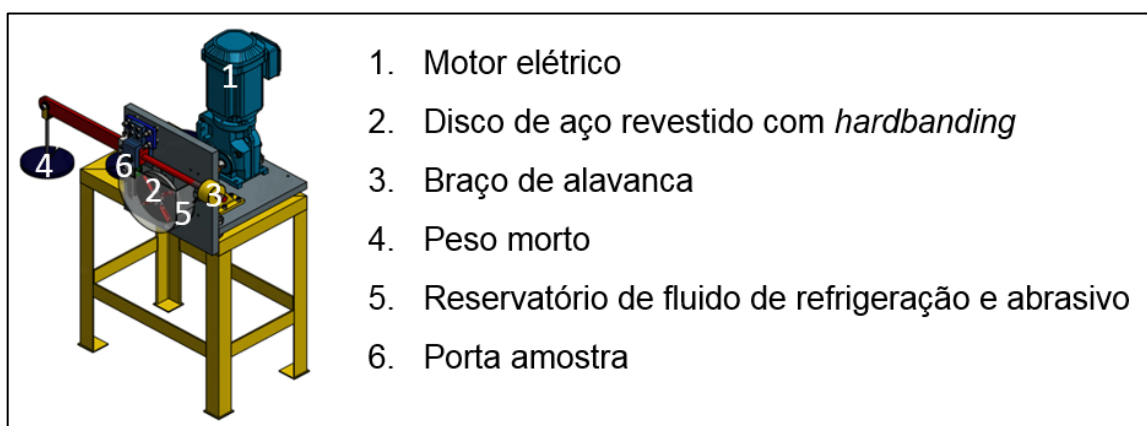 1. Motor elétrico
2. Disco de aço revestido com hardbanding
3. Braço de alavanca
4. Peso morto
5. Reservatório de fluido de refrigeração e abrasivo
6. Porta amostra
1
4
6
2
3
5